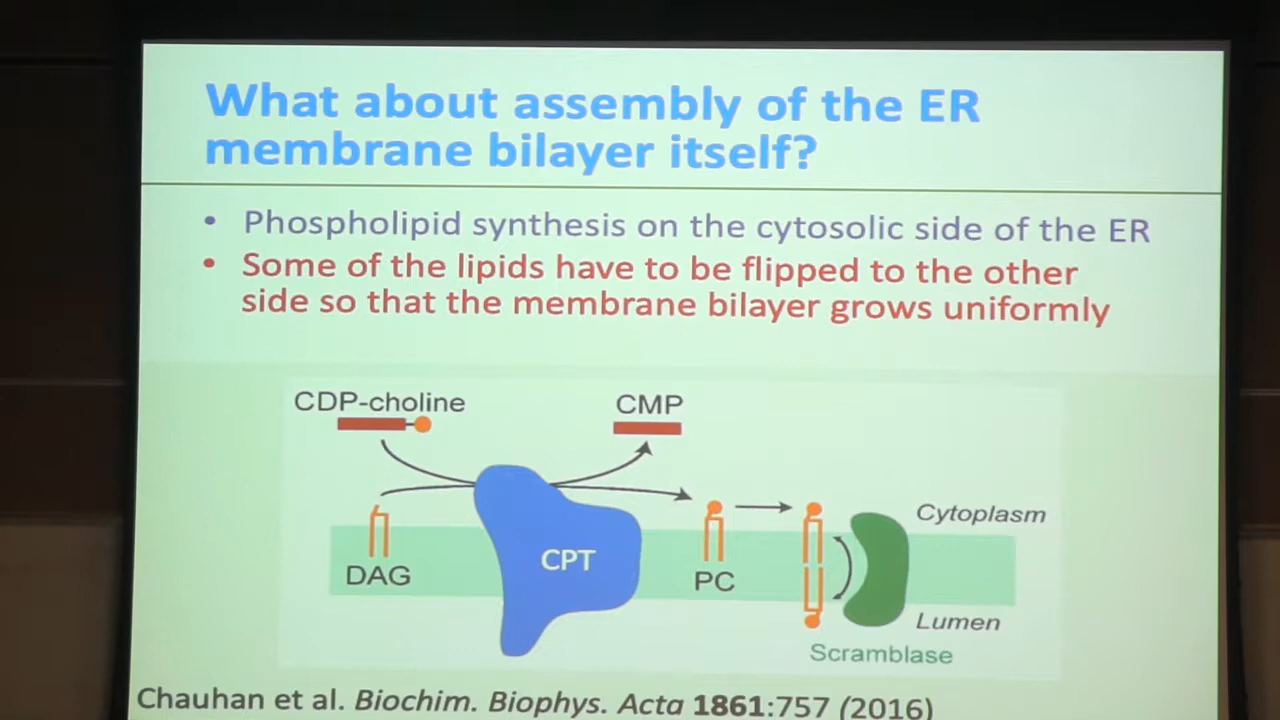 What about assembly of the ER
membrane bilayer itself?
• Phospholipid synthesis on the cytosolic side of the ER
• Some of the lipids have to be flipped to the other
side so that the membrane bilayer grows uniformly
CDP-choline
CMP
Cytoplasm
CPT
DAG
PC
Lumen
Scramblase
Chauhan et al. Biochim. Biophys. Acta 1861:757 (2016)